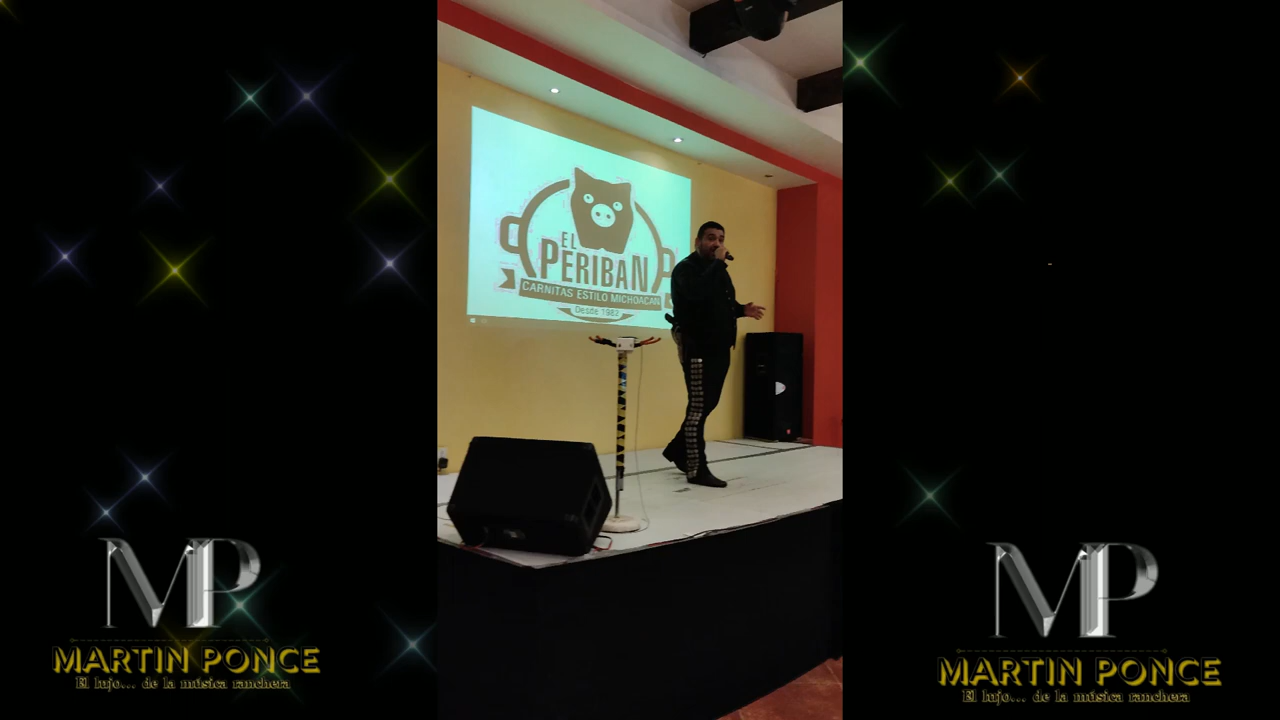 EL
PERIBAN
CARNITAS ESTILO MICHOACAN
Desde 1982
MP
MARTIN PONCE
El lujo... de la música ranchera
MP
MARTIN PONCE
El lujo... de la música ranchera